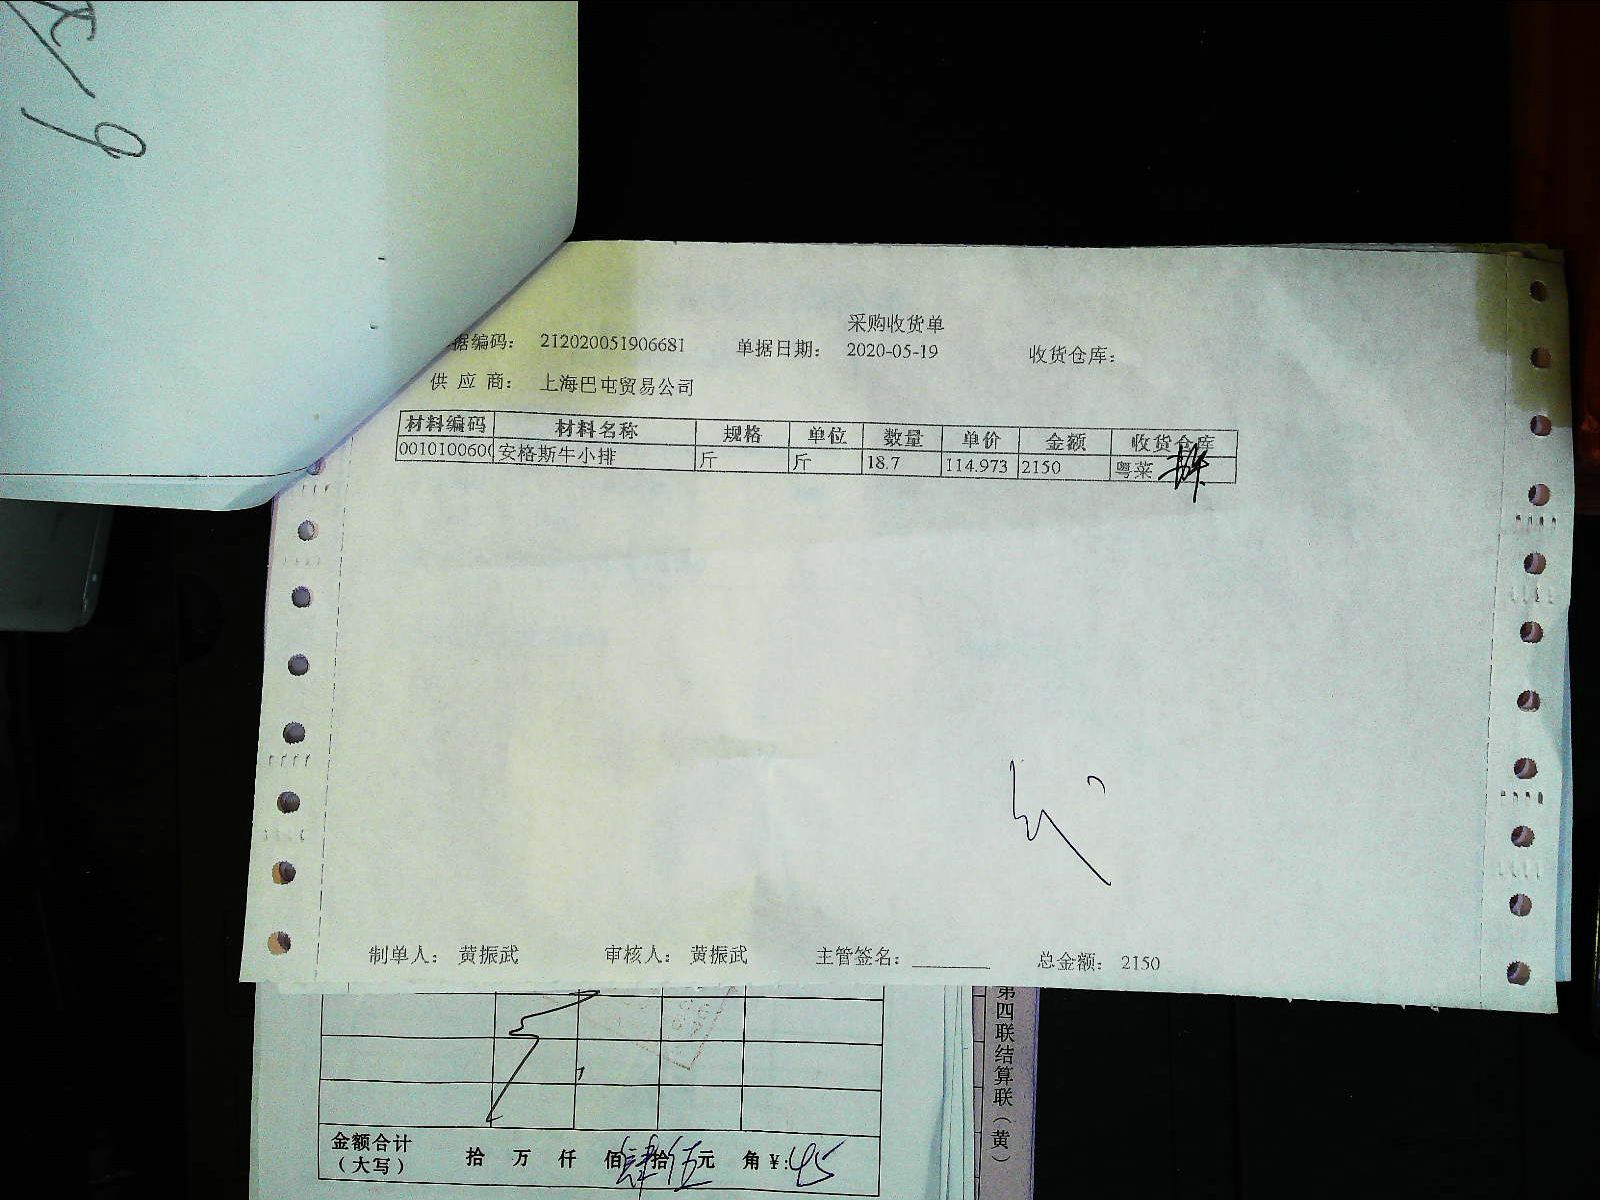 采购收货单
据编码： 212020051906681 单据日期： 2020-05-19 收货仓库：
供 应 商： 上海巴屯贸易公司
材料编码 材料名称 规格 单位 数量 单价 金额 收货仓库
0010100600 安格斯牛小排 斤 斤 18.7 114.973 2150 粤菜
制单人： 黄振武 审核人： 黄振武 主管签名： 总金额： 2150
第四联结算联（黄）
金额合计
（大写） 拾 万 仟 佰 肆 拾 伍 元 角 ￥:45